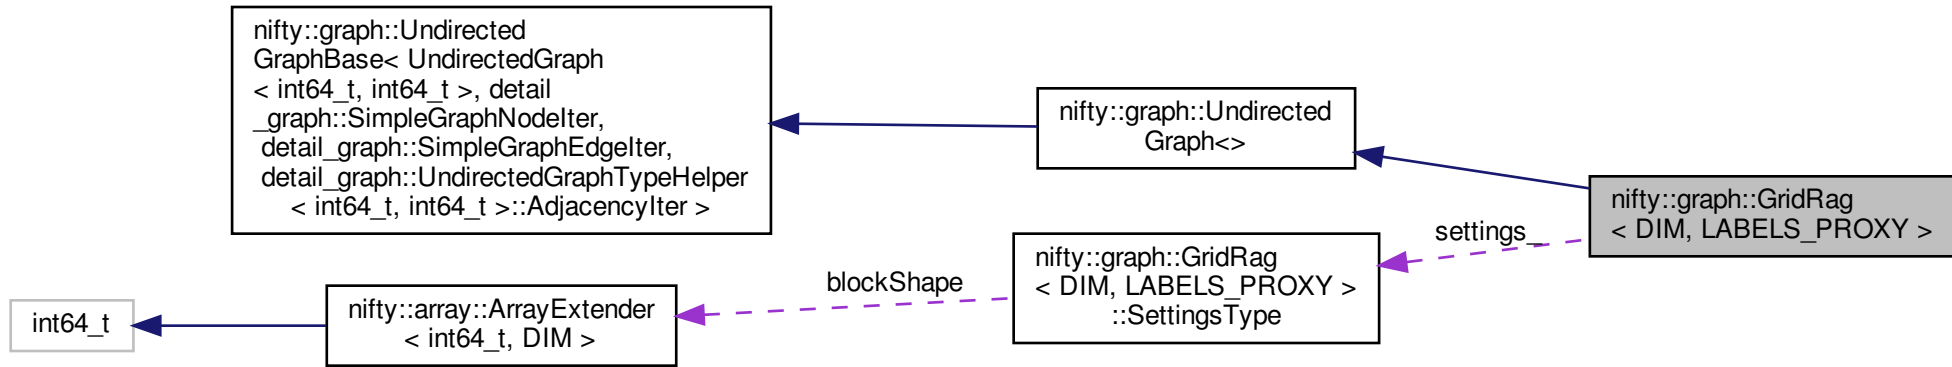 nifty::graph::Undirected
GraphBase< UndirectedGraph
< int64_t, int64_t >, detail
_graph::SimpleGraphNodeIter,
detail_graph::SimpleGraphEdgeIter,
detail_graph::UndirectedGraphTypeHelper
< int64_t, int64_t >::AdjacencyIter >
nifty::graph::Undirected
Graph<>
nifty::graph::GridRag
< DIM, LABELS_PROXY >
settings_
nifty::graph::GridRag
< DIM, LABELS_PROXY >
::SettingsType
blockShape
nifty::array::ArrayExtender
< int64_t, DIM >
int64_t